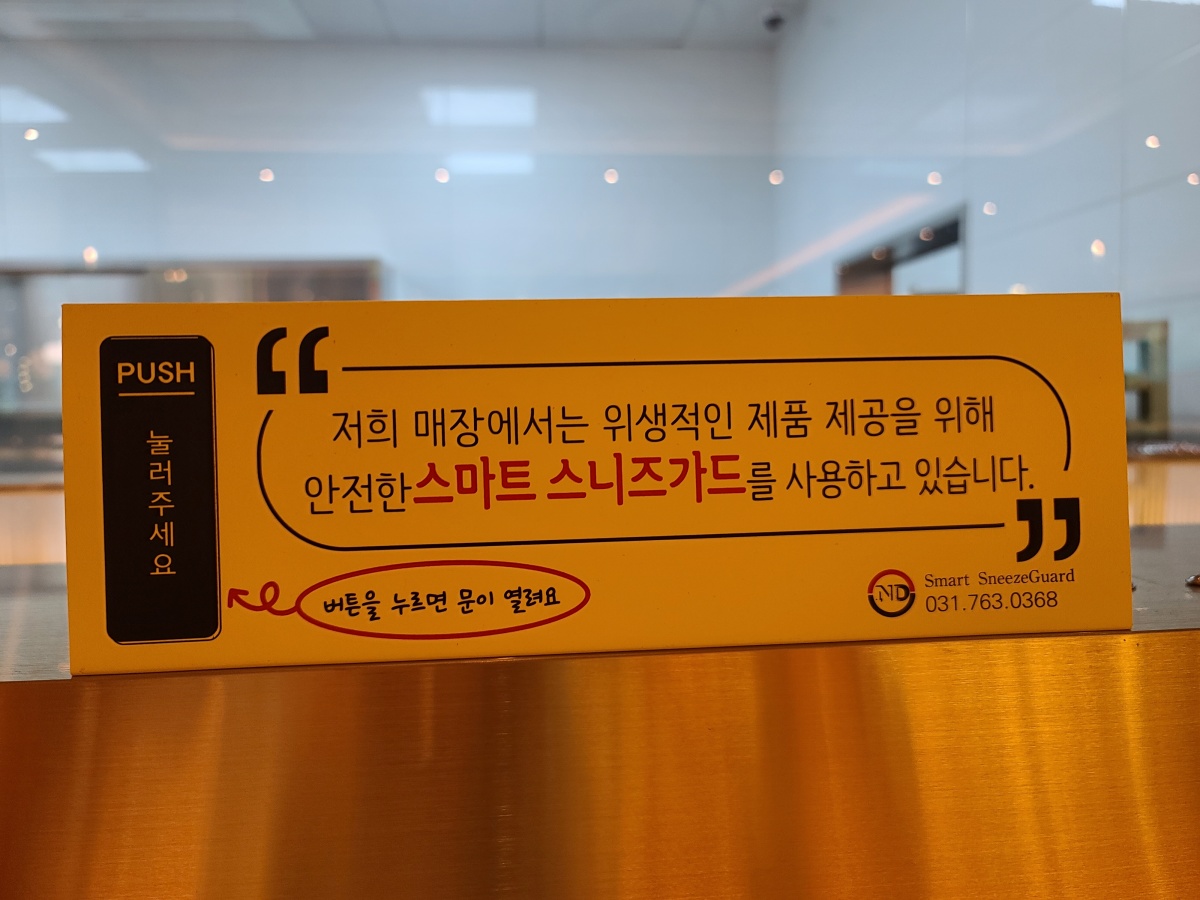 PUSH
눌러주세요
“
저희 매장에서는 위생적인 제품 제공을 위해
안전한 스마트 스니즈가드를 사용하고 있습니다.
”
버튼을 누르면 문이 열려요
ND
Smart SneezeGuard
031.763.0368